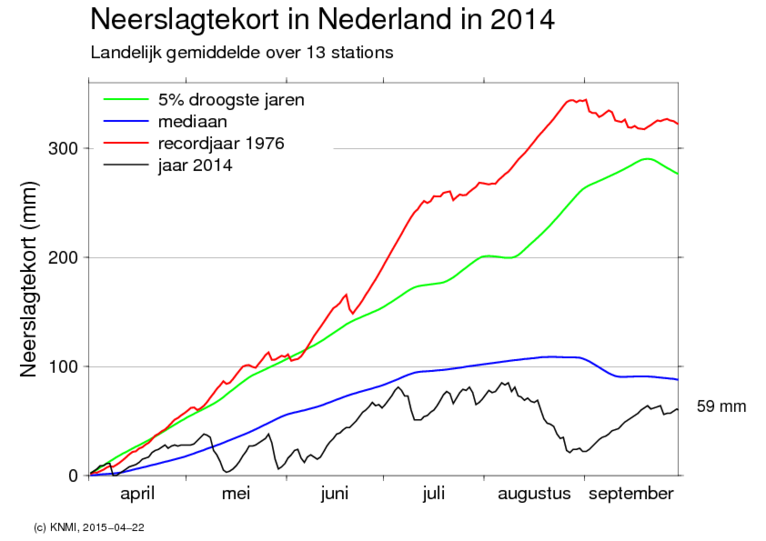 Neerslagtekort in Nederland in 2014
Landelijk gemiddelde over 13 stations
5% droogste jaren
mediaan
recordjaar 1976
jaar 2014
Neerslagtekort (mm)
300
200
100
0
59 mm
april mei juni juli augustus september
(c) KNMI, 2015−04−22